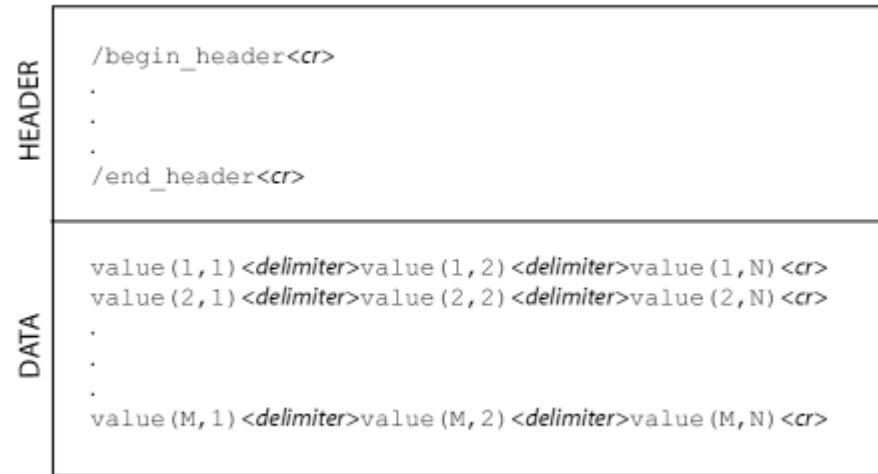 HEADER
/begin_header<cr>
.
.
.
/end_header<cr>
DATA
value(1,1)<delimiter>value(1,2)<delimiter>value(1,N)<cr>
value(2,1)<delimiter>value(2,2)<delimiter>value(2,N)<cr>
.
.
.
value(M,1)<delimiter>value(M,2)<delimiter>value(M,N)<cr>